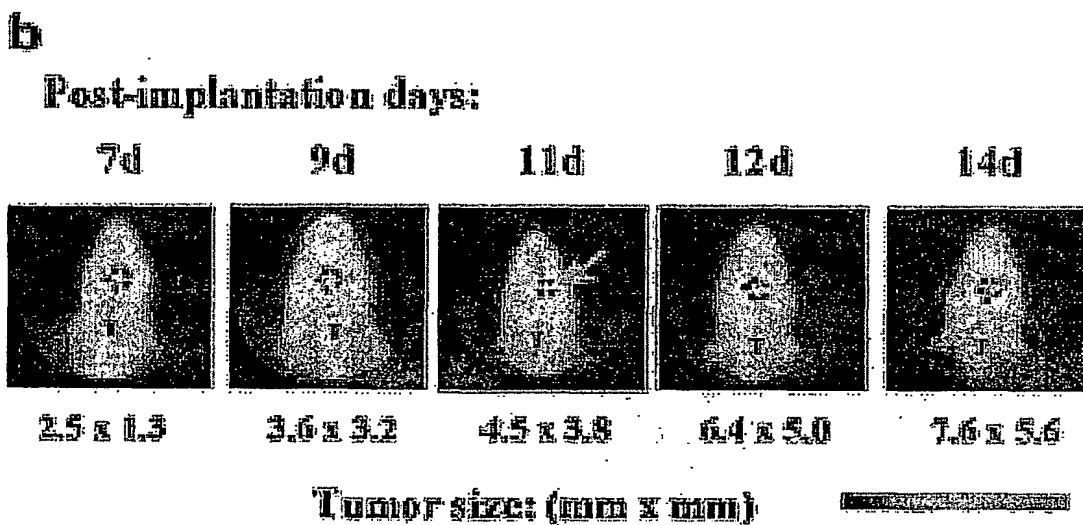 b
Post-implantation days:
7d 9d 11d 12d 14d
T T T T T
2.5 x 1.3 3.6 x 3.2 4.5 x 3.8 6.4 x 5.0 7.6 x 5.6
Tumor size: (mm x mm)